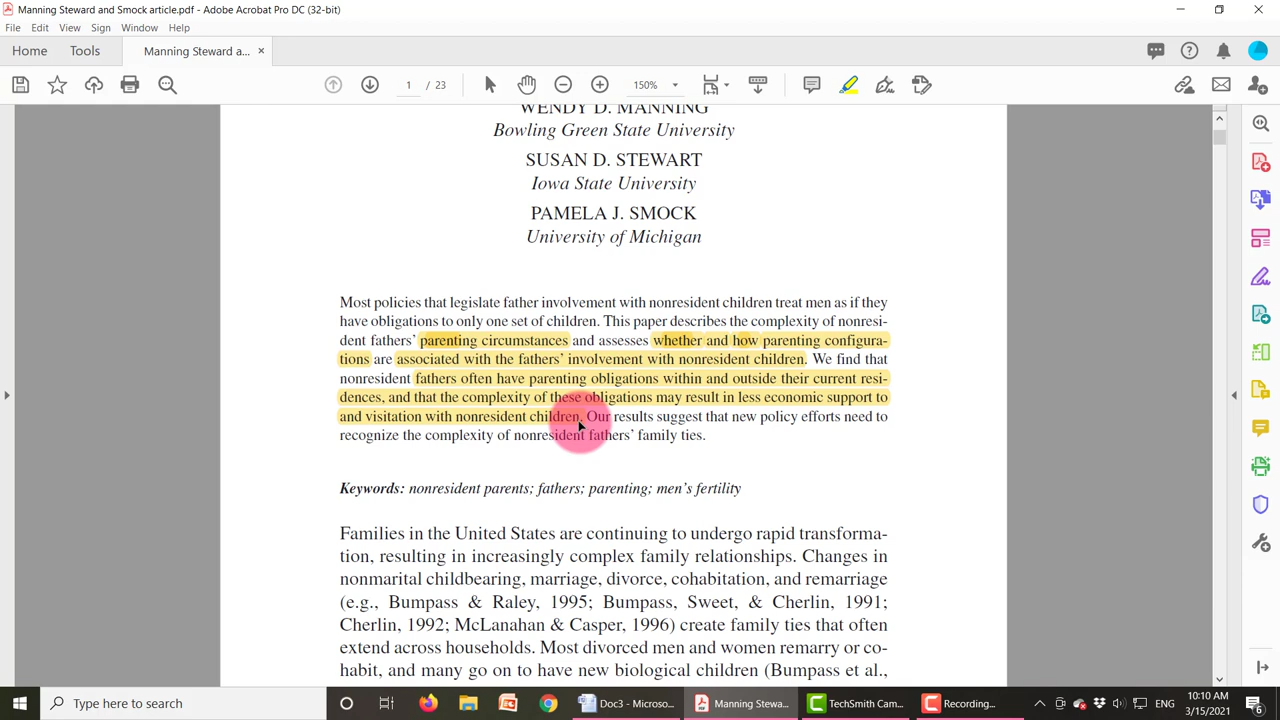 Manning Steward and Smock article.pdf - Adobe Acrobat Pro DC (32-bit)
File Edit View Sign Window Help
Home Tools Manning Steward a... ×
1 / 23 150%
WENDY D. MANNING
Bowling Green State University
SUSAN D. STEWART
Iowa State University
PAMELA J. SMOCK
University of Michigan
Most policies that legislate father involvement with nonresident children treat men as if they
have obligations to only one set of children. This paper describes the complexity of nonresi-
dent fathers’ parenting circumstances and assesses whether and how parenting configura-
tions are associated with the fathers’ involvement with nonresident children. We find that
nonresident fathers often have parenting obligations within and outside their current resi-
dences, and that the complexity of these obligations may result in less economic support to
and visitation with nonresident children. Our results suggest that new policy efforts need to
recognize the complexity of nonresident fathers’ family ties.
Keywords: nonresident parents; fathers; parenting; men’s fertility
Families in the United States are continuing to undergo rapid transforma-
tion, resulting in increasingly complex family relationships. Changes in
nonmarital childbearing, marriage, divorce, cohabitation, and remarriage
(e.g., Bumpass & Raley, 1995; Bumpass, Sweet, & Cherlin, 1991;
Cherlin, 1992; McLanahan & Casper, 1996) create family ties that often
extend across households. Most divorced men and women remarry or co-
habit, and many go on to have new biological children (Bumpass et al.,
Type here to search
Doc3 - Microso... Manning Stewa... TechSmith Cam... Recording... ENG 10:10 AM
3/15/2021 6